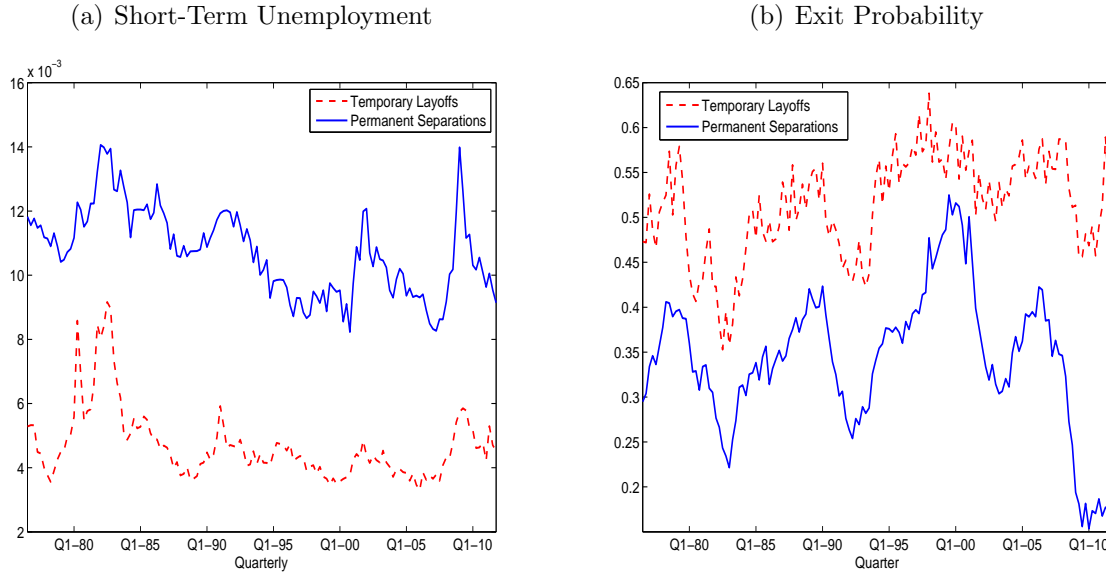 (a) Short-Term Unemployment
x 10⁻³
16
14
12
10
8
6
4
2
Temporary Layoffs
Permanent Separations
Q1–80 Q1–85 Q1–90 Q1–95 Q1–00 Q1–05 Q1–10
Quarterly
(b) Exit Probability
0.65
0.6
0.55
0.5
0.45
0.4
0.35
0.3
0.25
0.2
Temporary Layoffs
Permanent Separations
Q1–80 Q1–85 Q1–90 Q1–95 Q1–00 Q1–05 Q1–10
Quarter